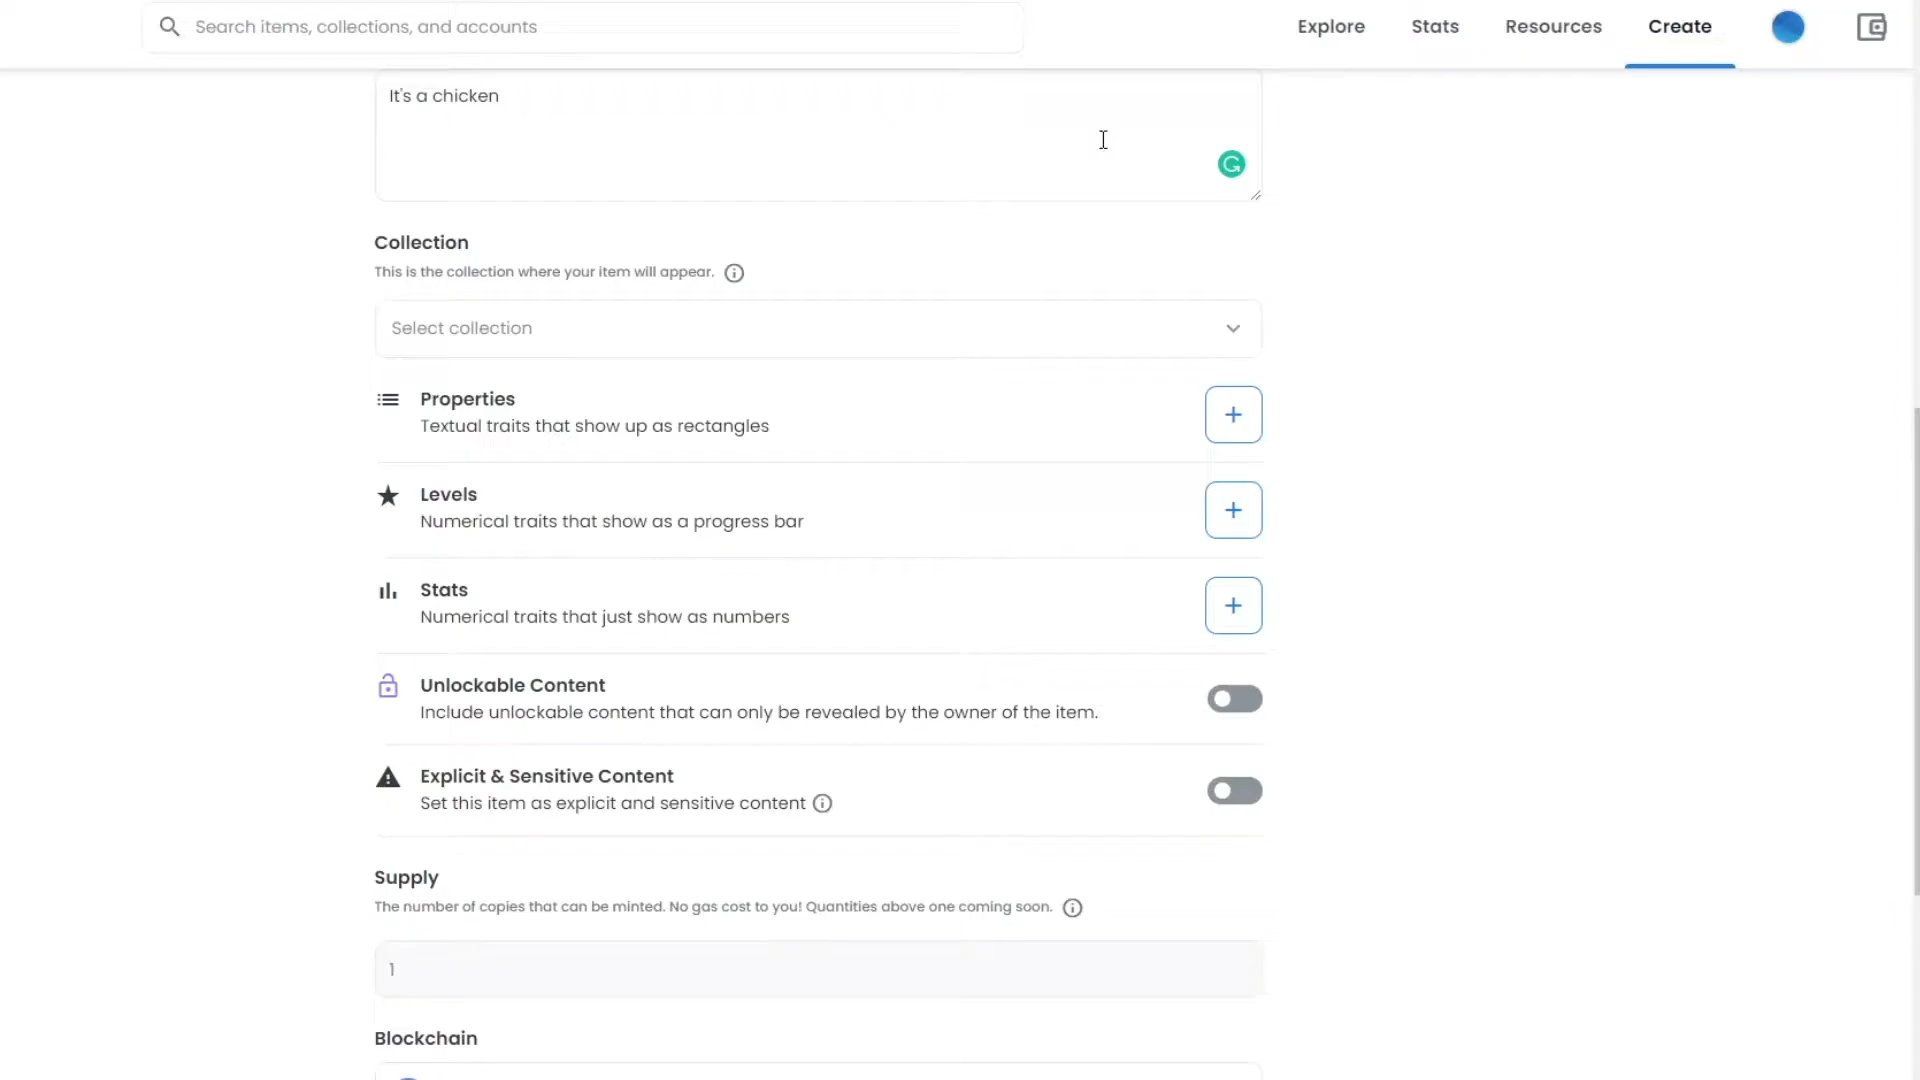 Search items, collections, and accounts
Explore
Stats
Resources
Create
It's a chicken
Collection
This is the collection where your item will appear.
Select collection
Properties
Textual traits that show up as rectangles
Levels
Numerical traits that show as a progress bar
Stats
Numerical traits that just show as numbers
Unlockable Content
Include unlockable content that can only be revealed by the owner of the item.
Explicit & Sensitive Content
Set this item as explicit and sensitive content
Supply
The number of copies that can be minted. No gas cost to you! Quantities above one coming soon.
1
Blockchain